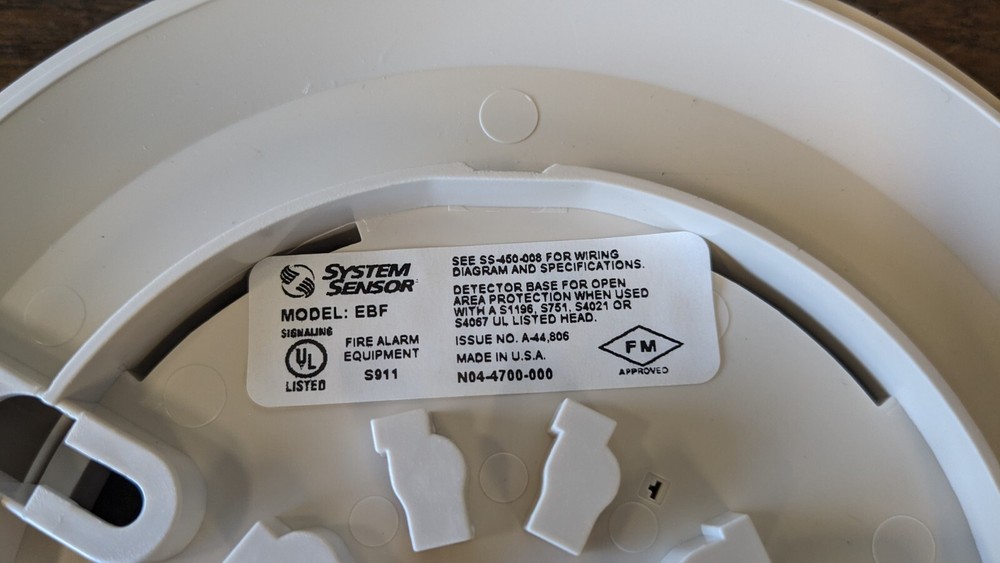 SYSTEM
SENSOR
MODEL: EBF
SIGNALING
UL
LISTED
FIRE ALARM
EQUIPMENT
S911
SEE SS-450-008 FOR WIRING
DIAGRAM AND SPECIFICATIONS.
DETECTOR BASE FOR OPEN
AREA PROTECTION WHEN USED
WITH A S1196, S751, S4021 OR
S4067 UL LISTED HEAD.
ISSUE NO. A-44,806
MADE IN U.S.A.
N04-4700-000
FM
APPROVED